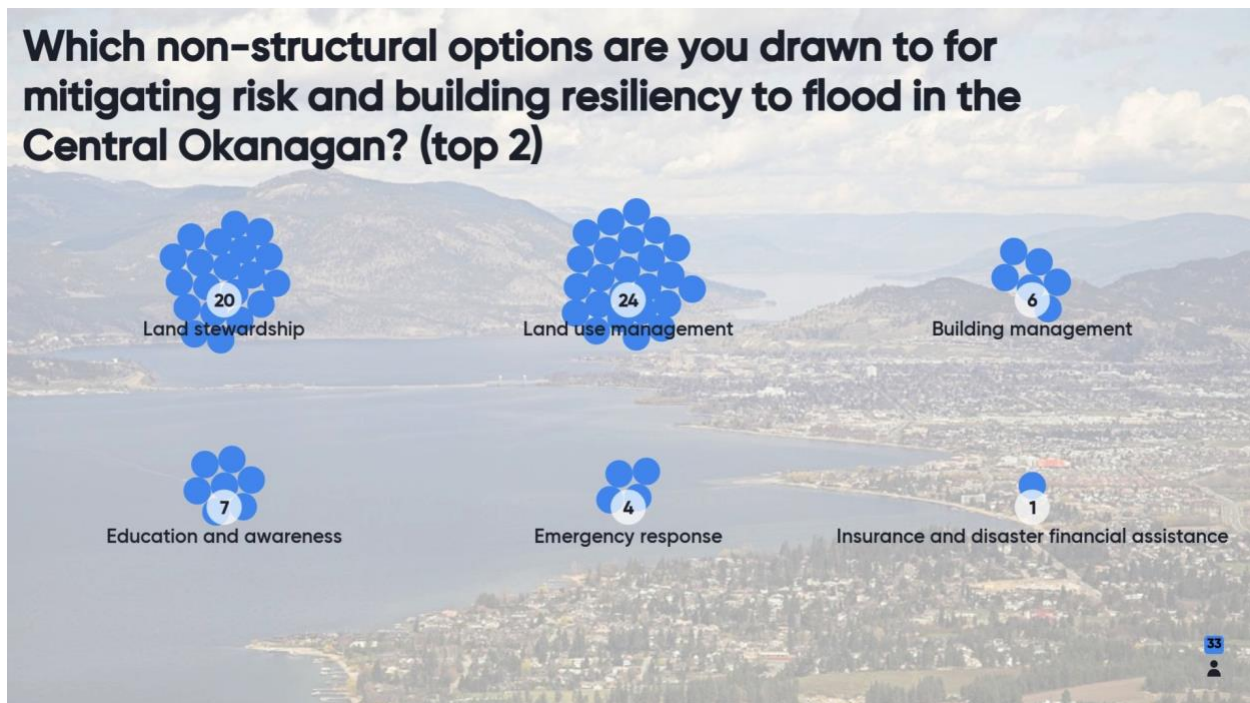 Which non-structural options are you drawn to for
mitigating risk and building resiliency to flood in the
Central Okanagan? (top 2)
20
Land stewardship
24
Land use management
6
Building management
7
Education and awareness
4
Emergency response
1
Insurance and disaster financial assistance
33